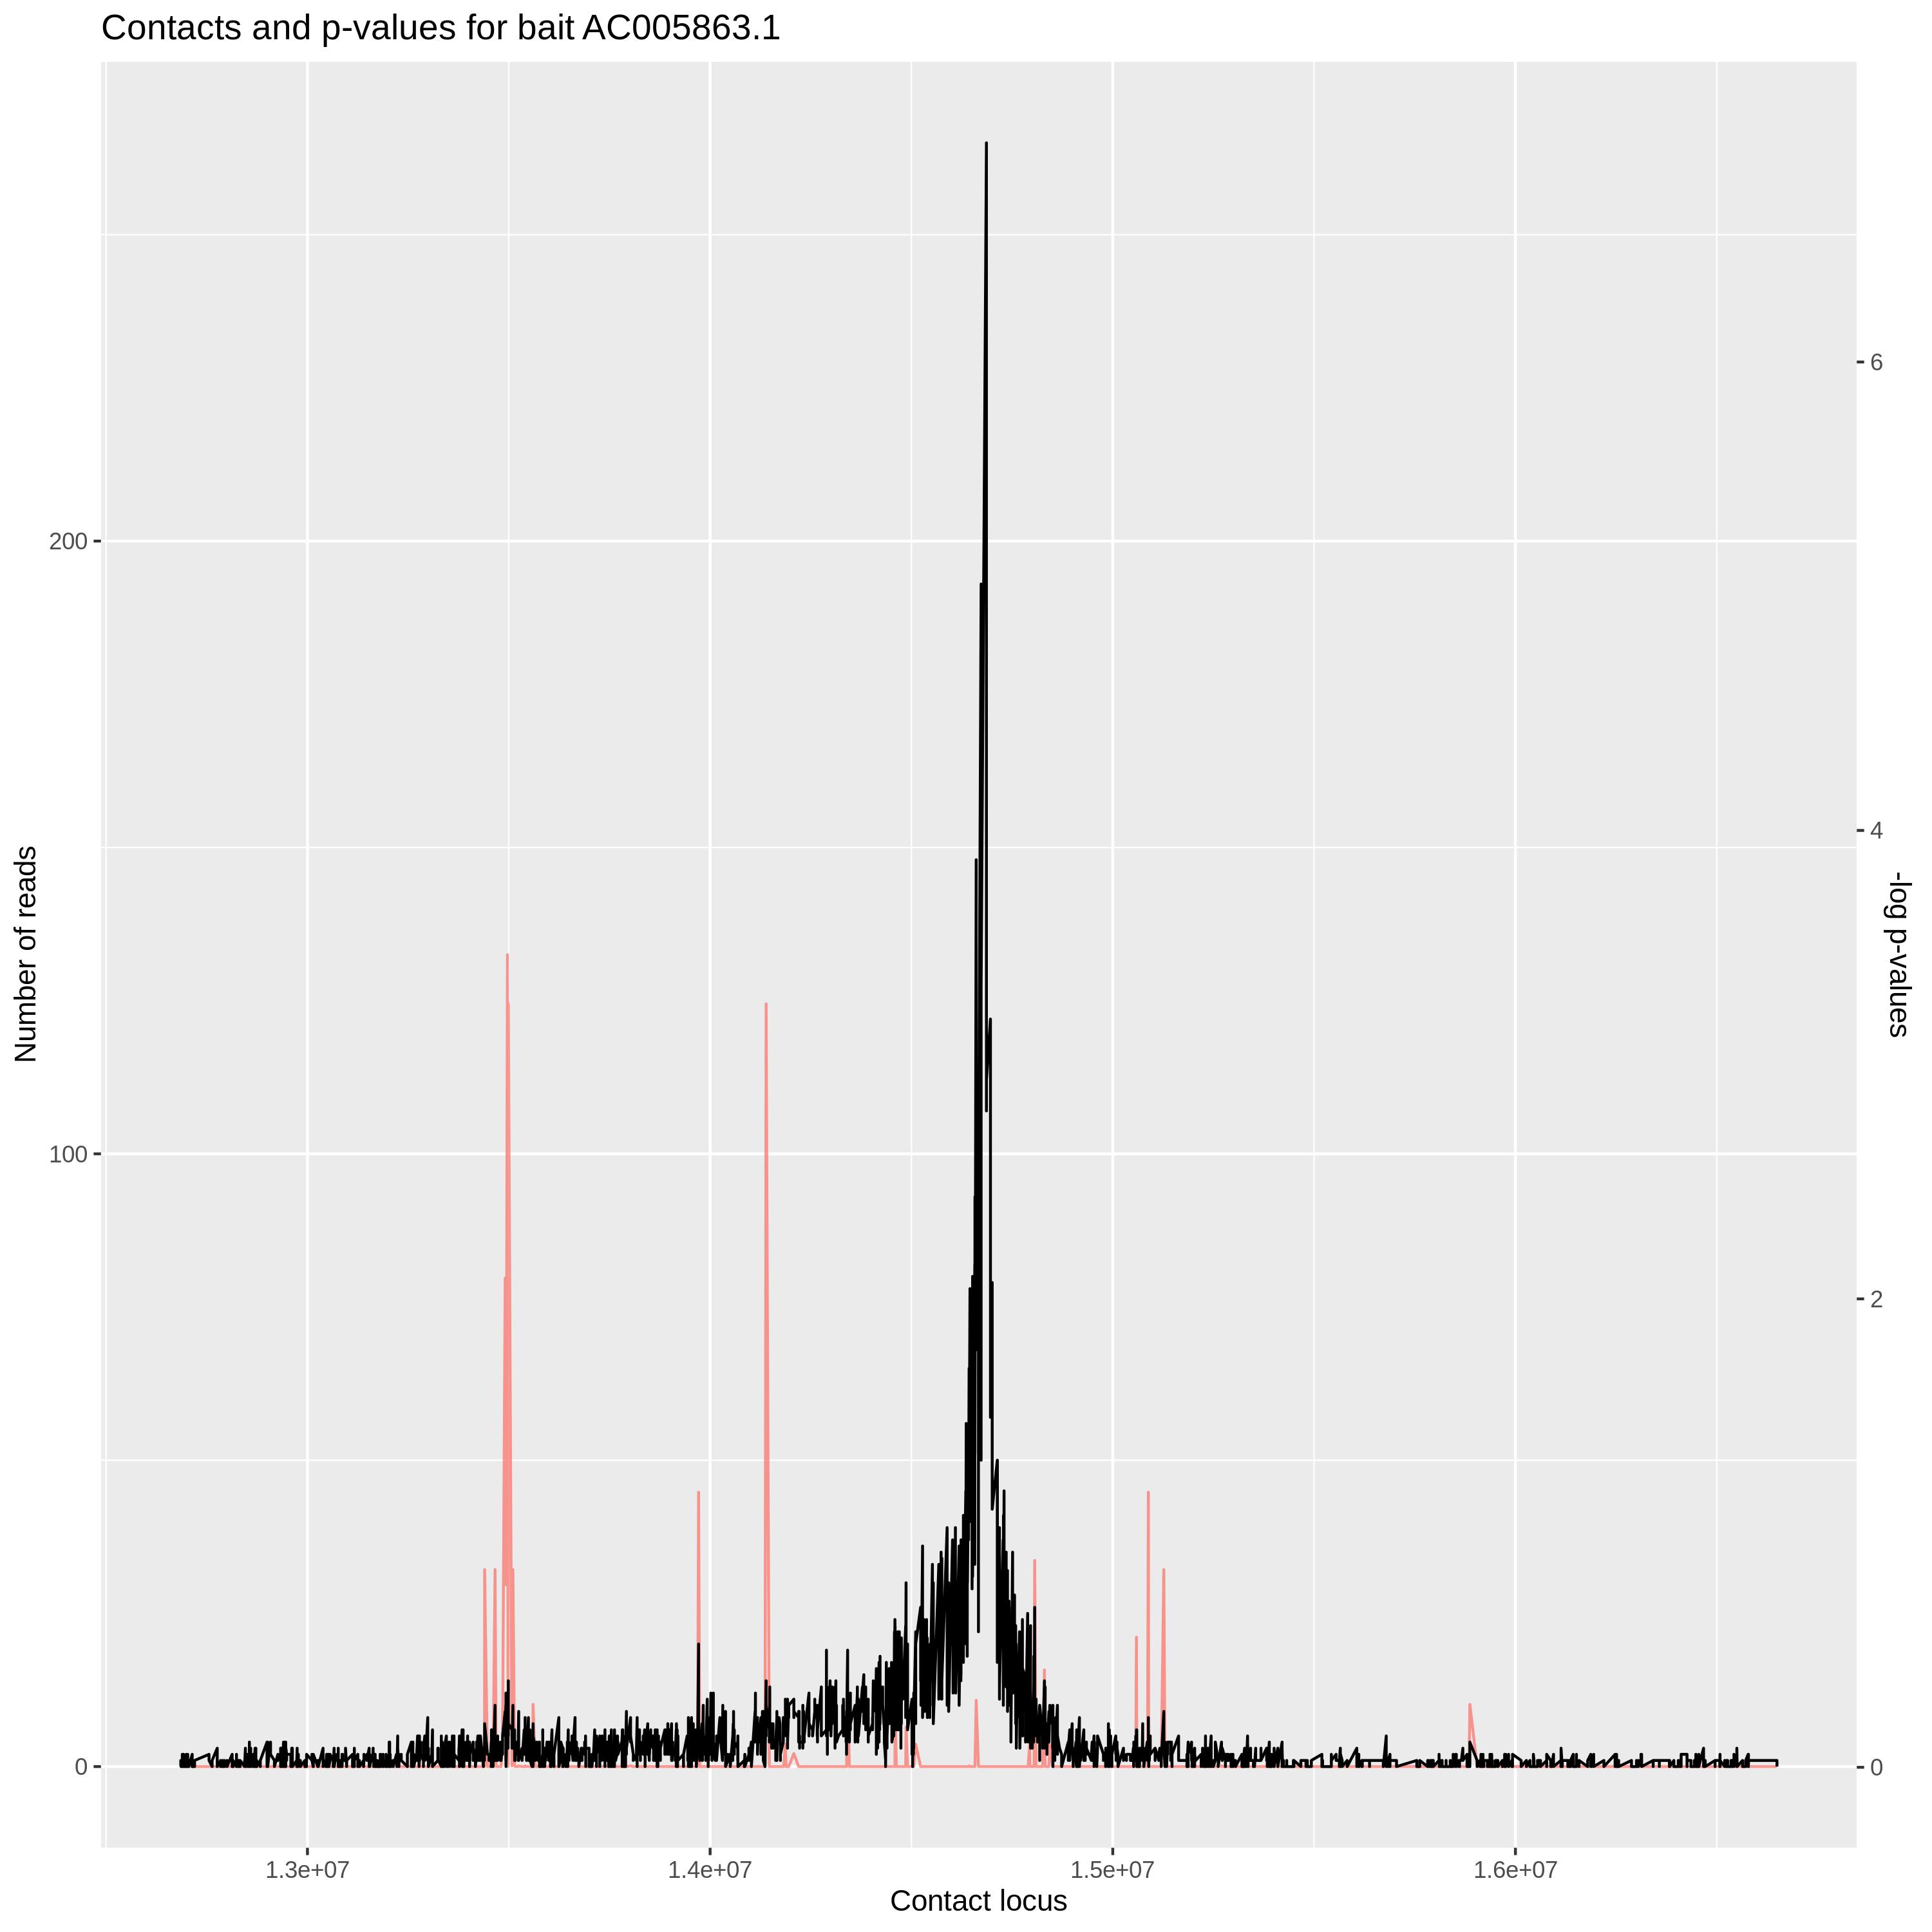 Contacts and p-values for bait AC005863.1
Number of reads
200
100
0
6
4
2
0
-log p-values
1.3e+07
1.4e+07
1.5e+07
1.6e+07
Contact locus